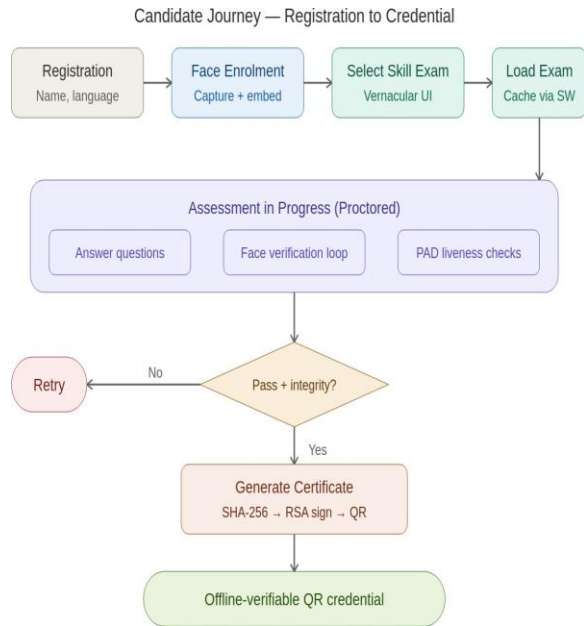 Candidate Journey — Registration to Credential
Registration
Name, language
Face Enrolment
Capture + embed
Select Skill Exam
Vernacular UI
Load Exam
Cache via SW
Assessment in Progress (Proctored)
Answer questions
Face verification loop
PAD liveness checks
Pass + integrity?
No
Retry
Yes
Generate Certificate
SHA-256 → RSA sign → QR
Offline-verifiable QR credential